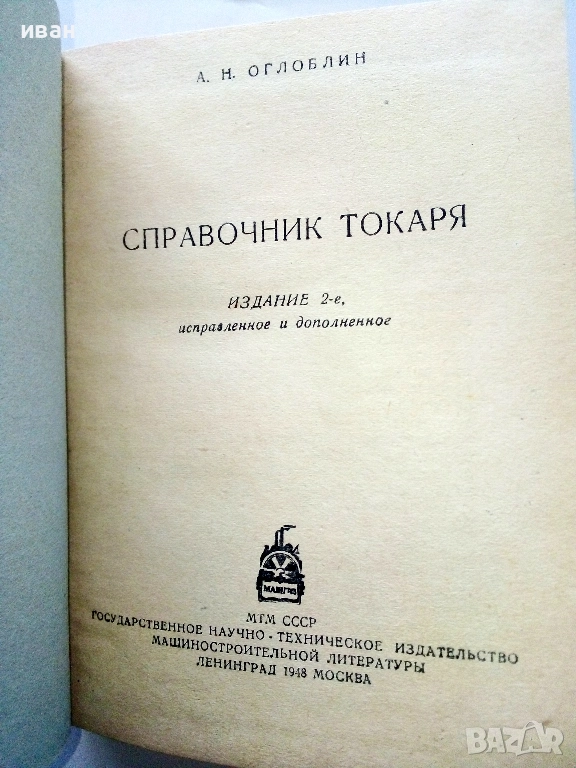 иван
А. Н. ОГЛОБЛИН
СПРАВОЧНИК ТОКАРЯ
ИЗДАНИЕ 2-е,
исправленное и дополненное
МАШГИЗ
МТМ СССР
ГОСУДАРСТВЕННОЕ НАУЧНО-ТЕХНИЧЕСКОЕ ИЗДАТЕЛЬСТВО
МАШИНОСТРОИТЕЛЬНОЙ ЛИТЕРАТУРЫ
ЛЕНИНГРАД 1948 МОСКВА
BAZAR